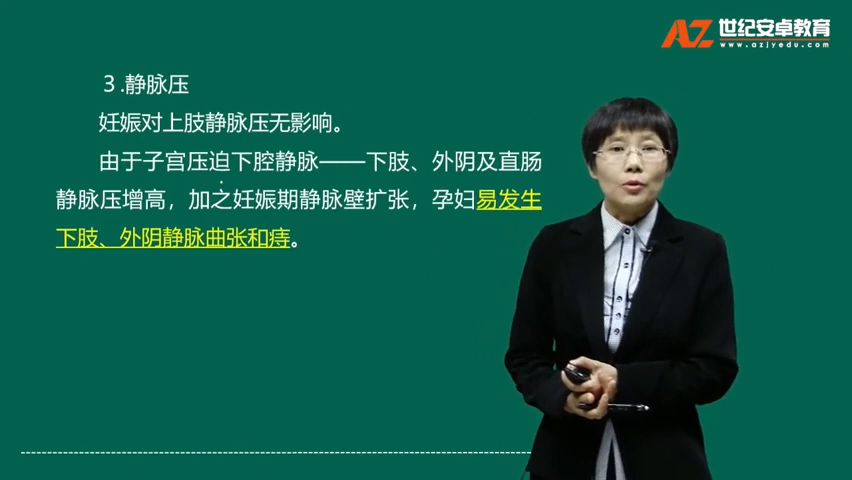 AZ 世纪安卓教育
www.azjyedu.com
３.静脉压
妊娠对上肢静脉压无影响。
由于子宫压迫下腔静脉——下肢、外阴及直肠
静脉压增高，加之妊娠期静脉壁扩张，孕妇易发生
下肢、外阴静脉曲张和痔。